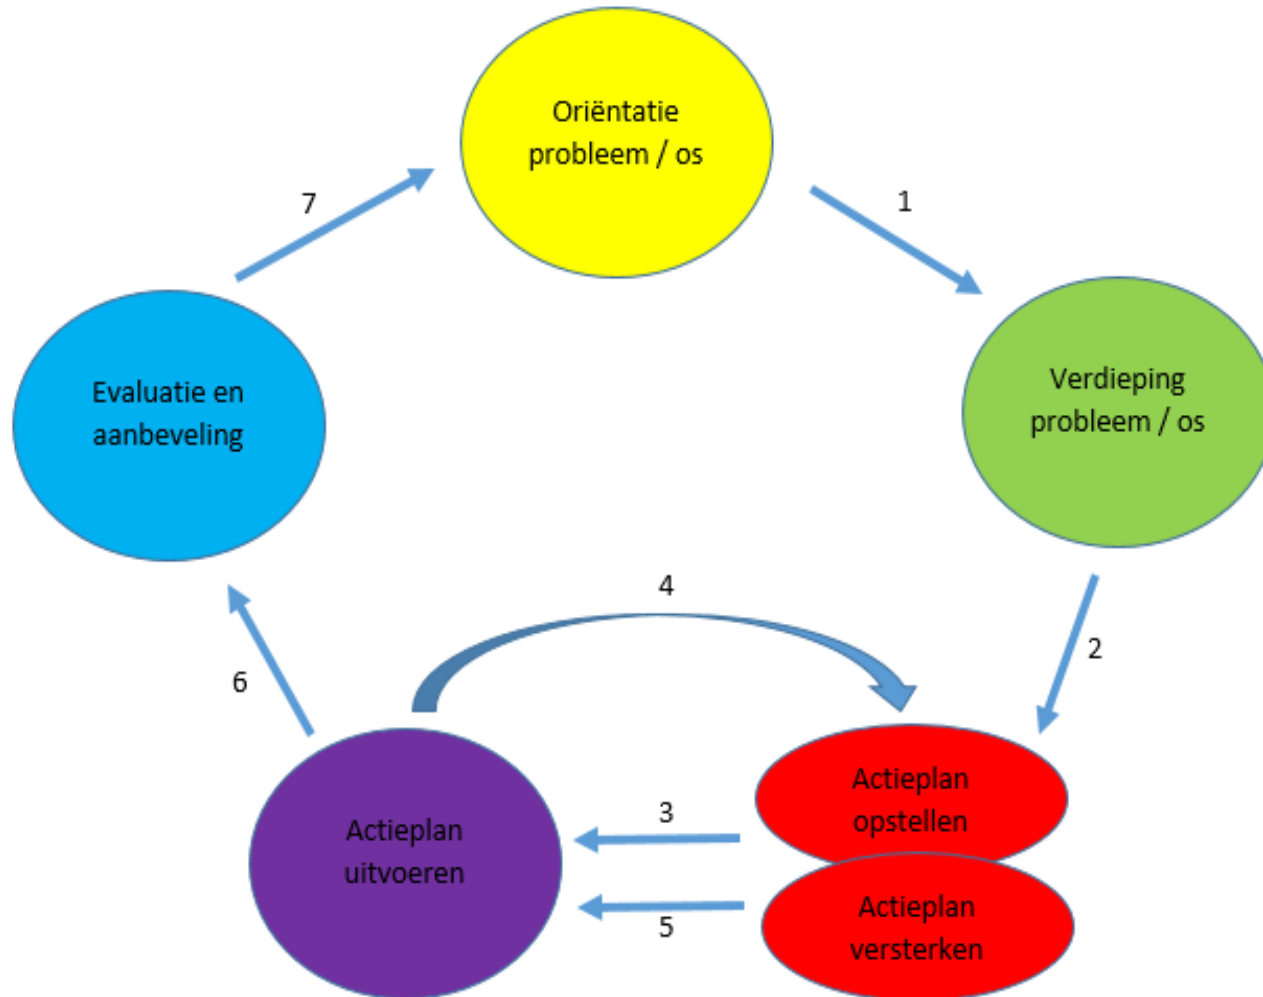 Oriëntatie
probleem / os
7
1
Verdieping
probleem / os
Evaluatie en
aanbeveling
4
2
6
Actieplan
opstellen
3
Actieplan
uitvoeren
5
Actieplan
versterken